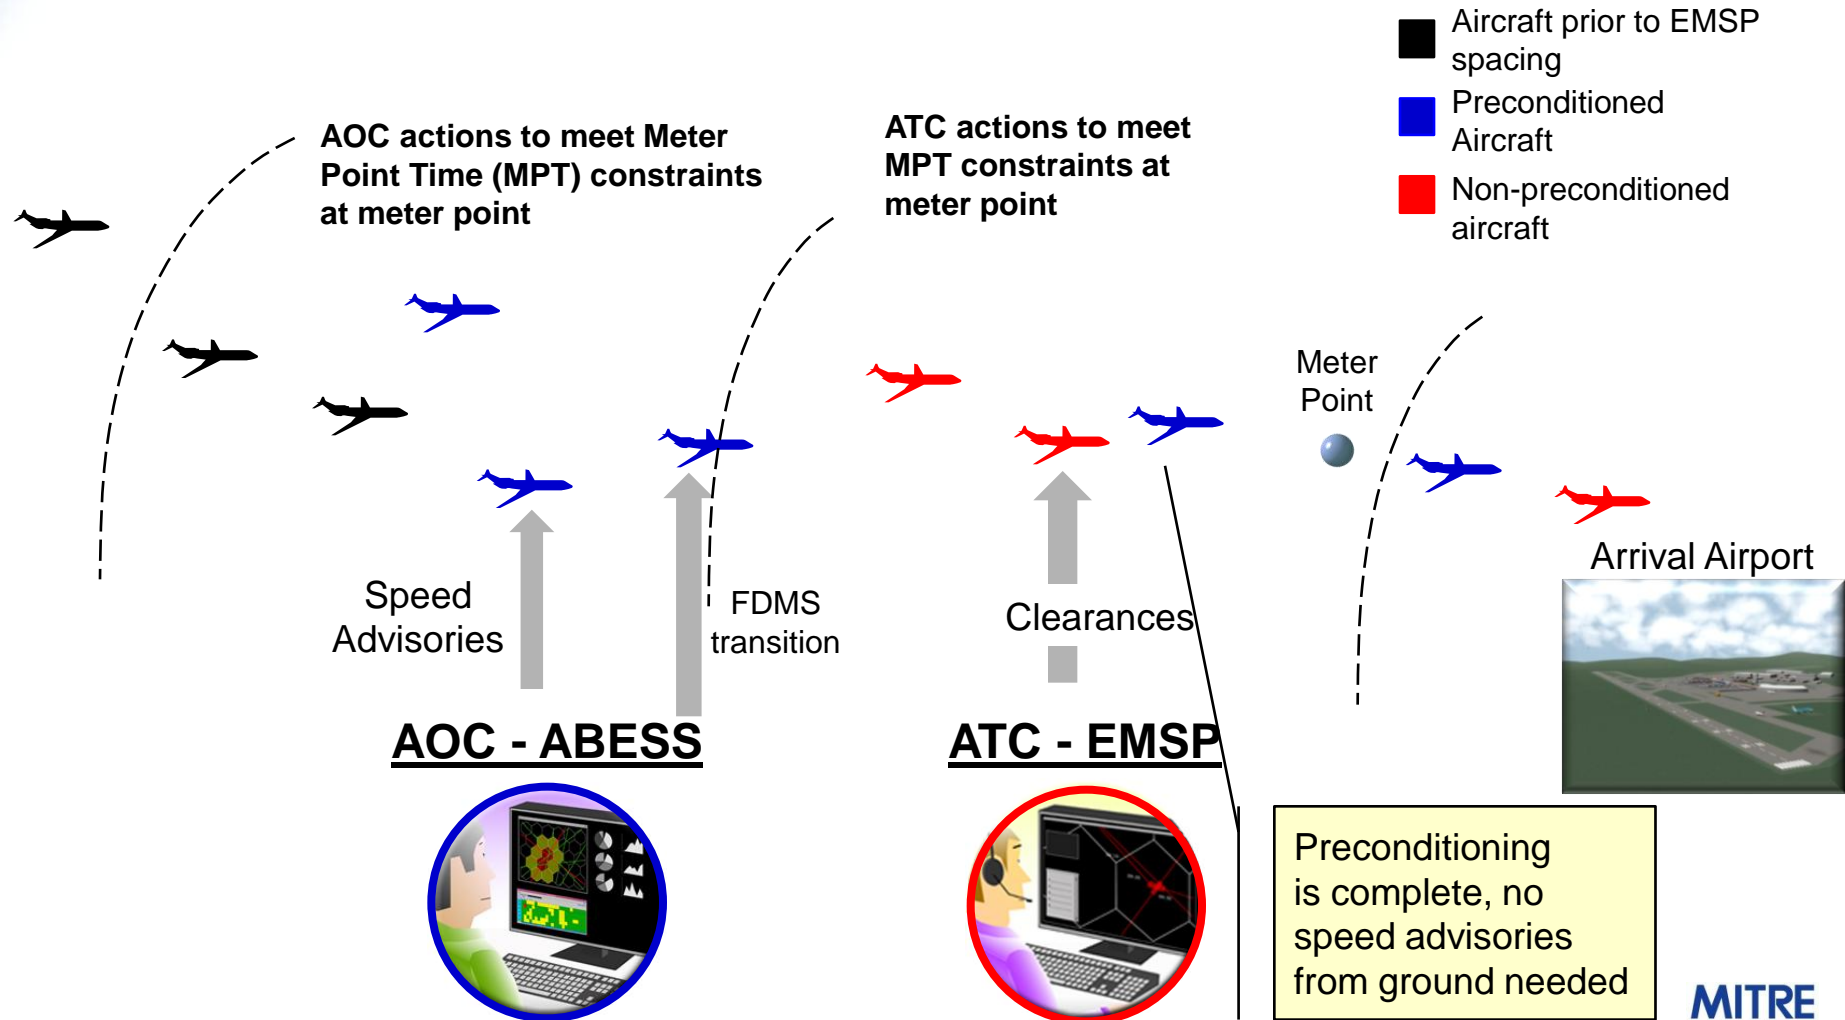 Aircraft prior to EMSP
spacing
Preconditioned
Aircraft
Non-preconditioned
aircraft
AOC actions to meet Meter
Point Time (MPT) constraints
at meter point
ATC actions to meet
MPT constraints at
meter point
Meter
Point
Arrival Airport
Speed
Advisories
FDMS
transition
Clearances
AOC - ABESS
ATC - EMSP
Preconditioning
is complete, no
speed advisories
from ground needed
MITRE